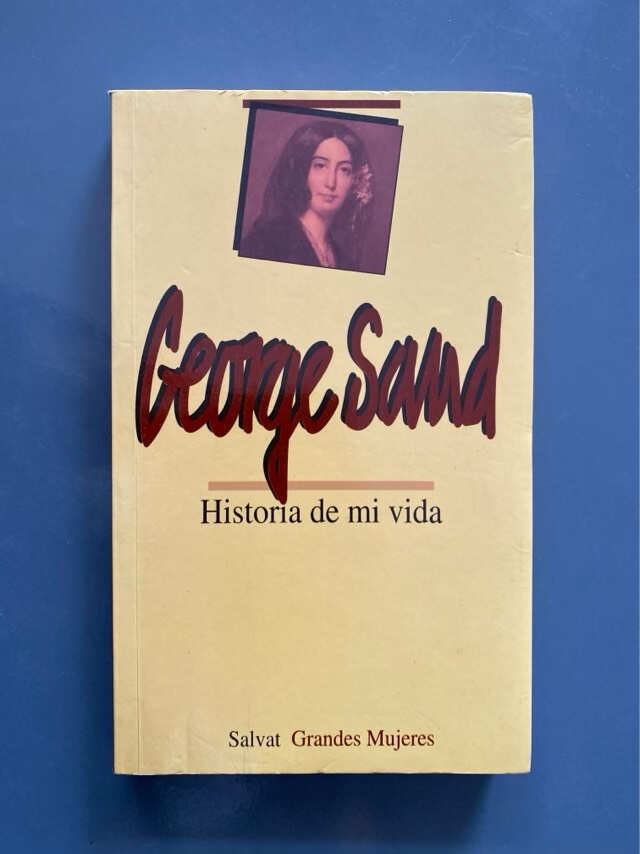 George Sand
Historia de mi vida
Salvat Grandes Mujeres